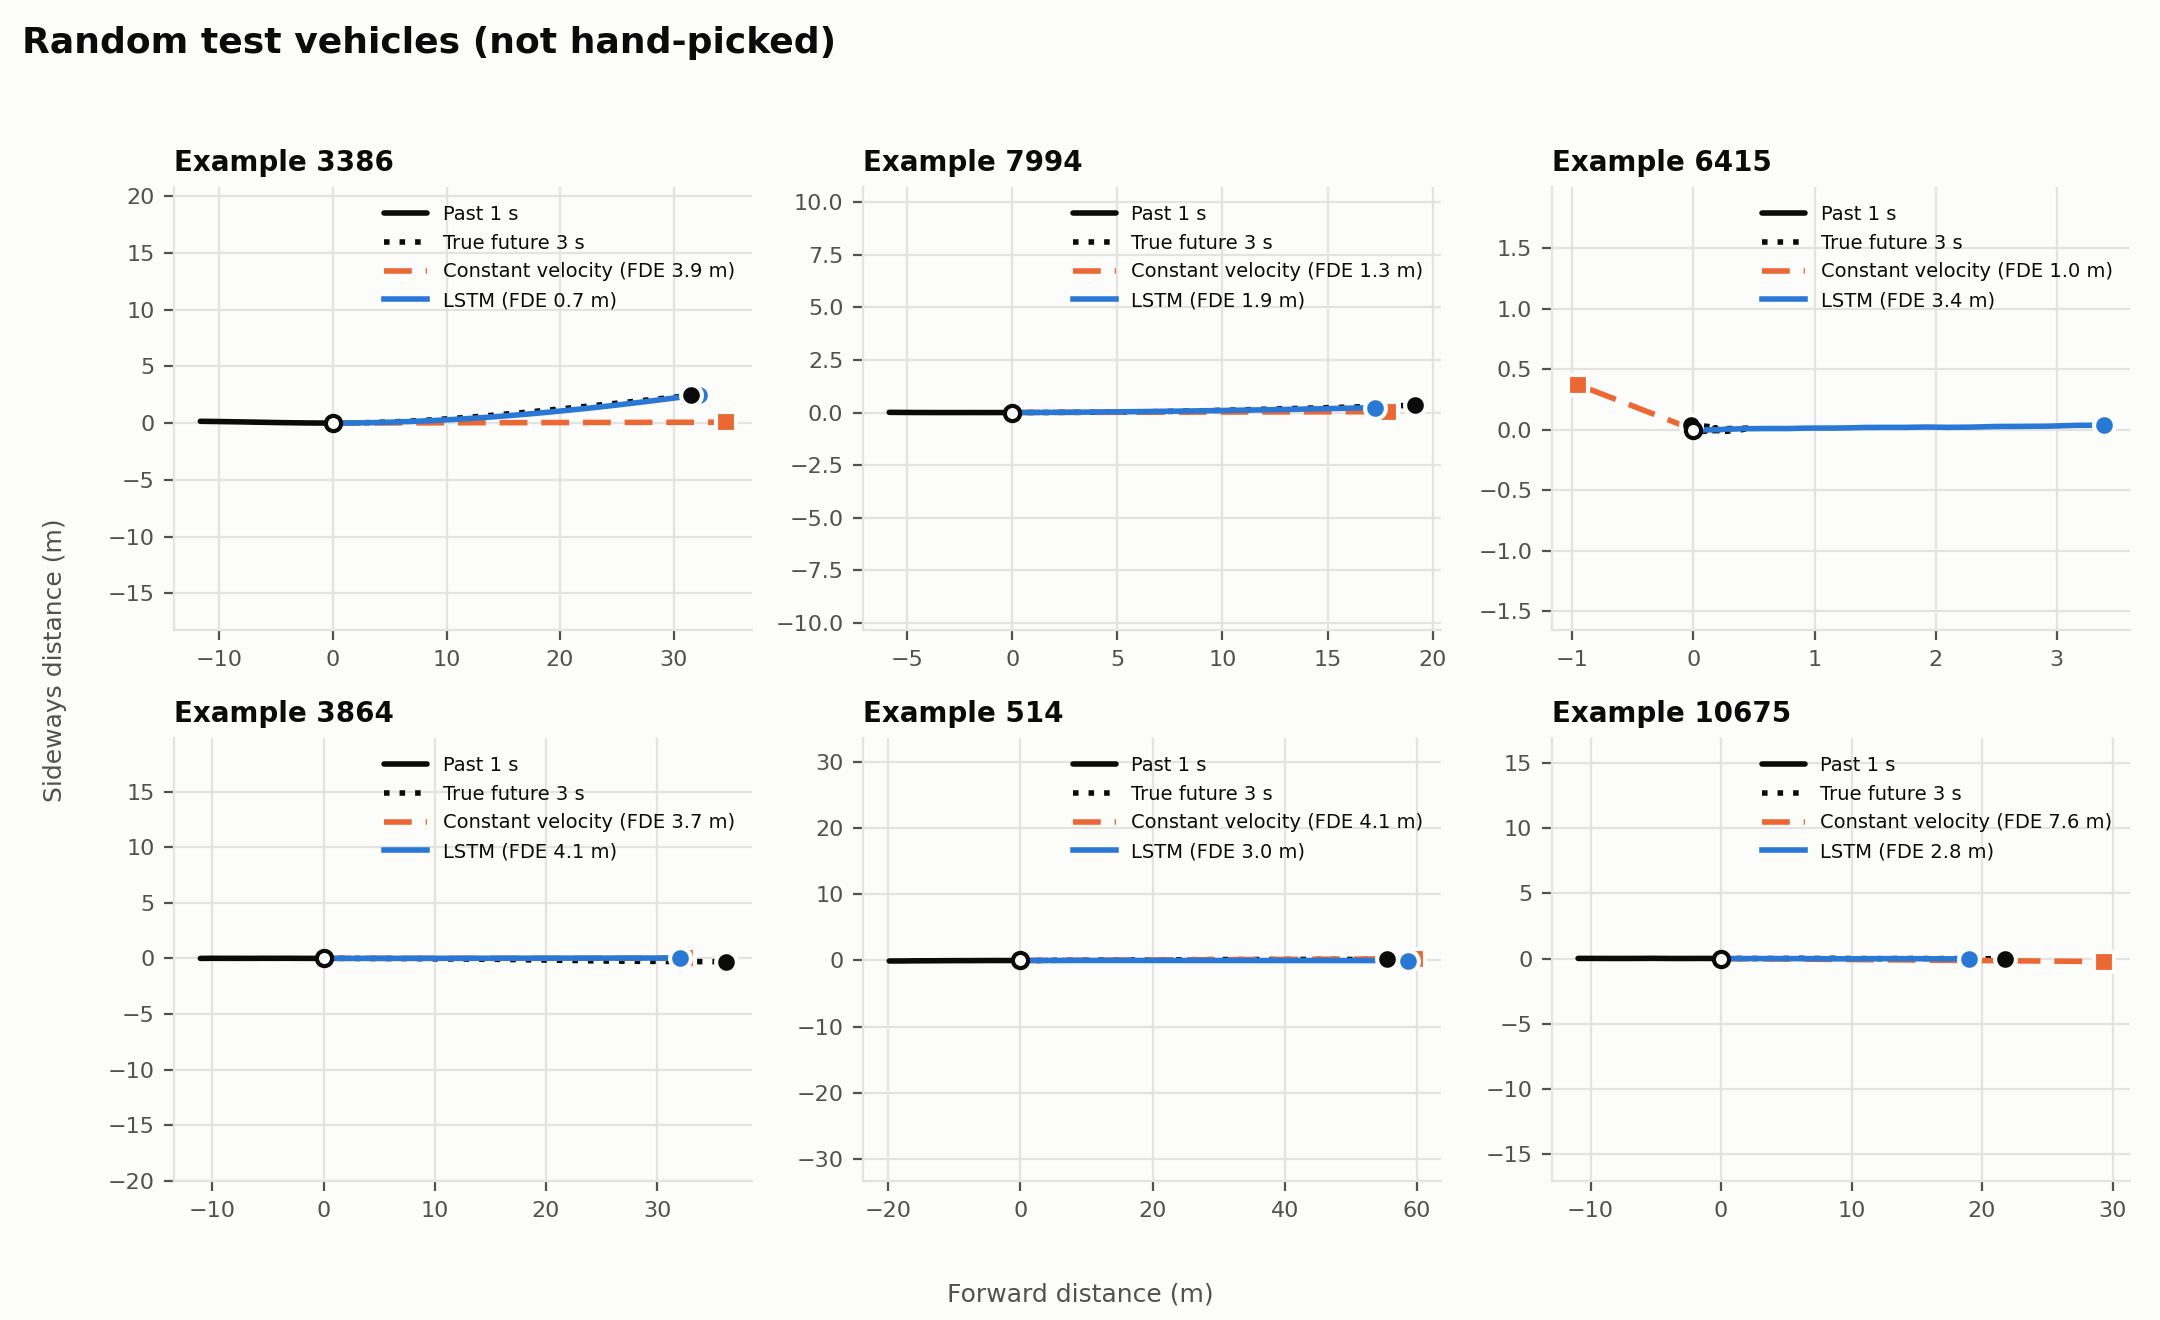 Random test vehicles (not hand-picked)
Example 3386
20
15
10
5
0
−5
−10
−15
−10
0
10
20
30
Past 1 s
True future 3 s
Constant velocity (FDE 3.9 m)
LSTM (FDE 0.7 m)
Example 7994
10.0
7.5
5.0
2.5
0.0
−2.5
−5.0
−7.5
−10.0
−5
0
5
10
15
20
Past 1 s
True future 3 s
Constant velocity (FDE 1.3 m)
LSTM (FDE 1.9 m)
Example 6415
1.5
1.0
0.5
0.0
−0.5
−1.0
−1.5
−1
0
1
2
3
Past 1 s
True future 3 s
Constant velocity (FDE 1.0 m)
LSTM (FDE 3.4 m)
Sideways distance (m)
Example 3864
15
10
5
0
−5
−10
−15
−20
−10
0
10
20
30
Past 1 s
True future 3 s
Constant velocity (FDE 3.7 m)
LSTM (FDE 4.1 m)
Example 514
30
20
10
0
−10
−20
−30
−20
0
20
40
60
Past 1 s
True future 3 s
Constant velocity (FDE 4.1 m)
LSTM (FDE 3.0 m)
Example 10675
15
10
5
0
−5
−10
−15
−10
0
10
20
30
Past 1 s
True future 3 s
Constant velocity (FDE 7.6 m)
LSTM (FDE 2.8 m)
Forward distance (m)